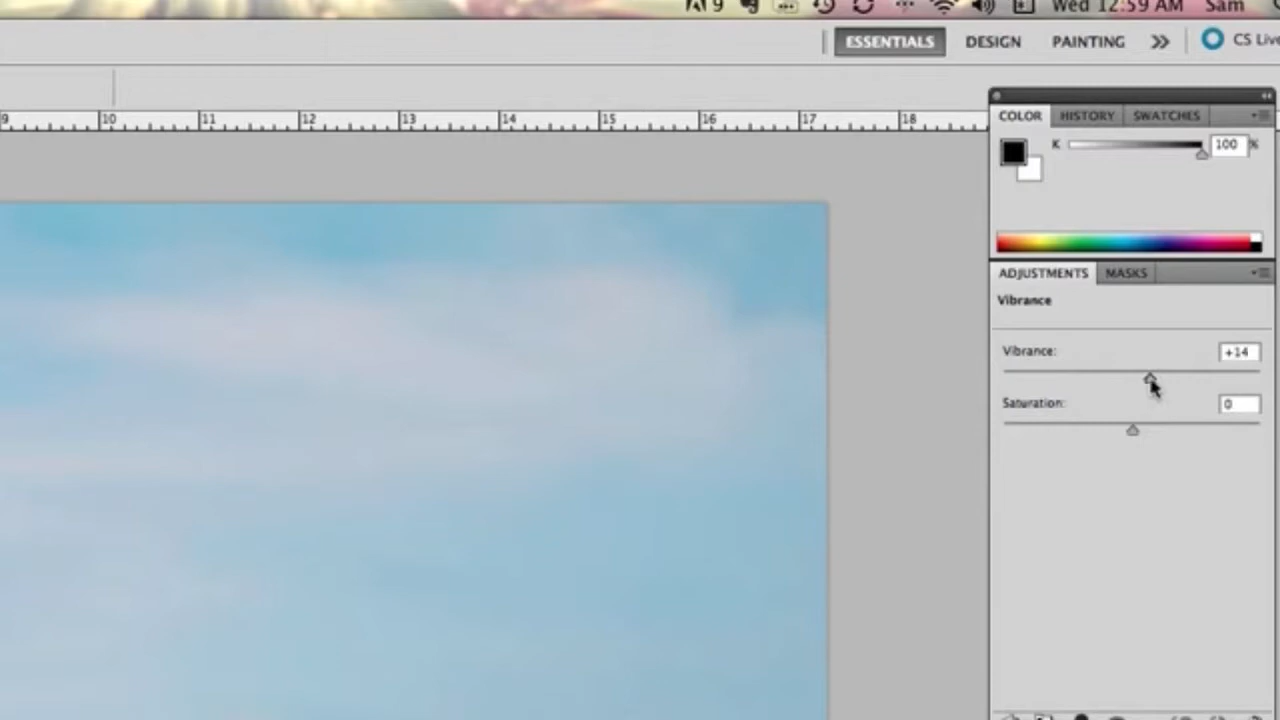 9 Wed 12:59 AM Sam
ESSENTIALS DESIGN PAINTING >> CS Live
9 10 11 12 13 14 15 16 17 18
COLOR HISTORY SWATCHES
K 100 %
ADJUSTMENTS MASKS
Vibrance
Vibrance: +14
Saturation: 0